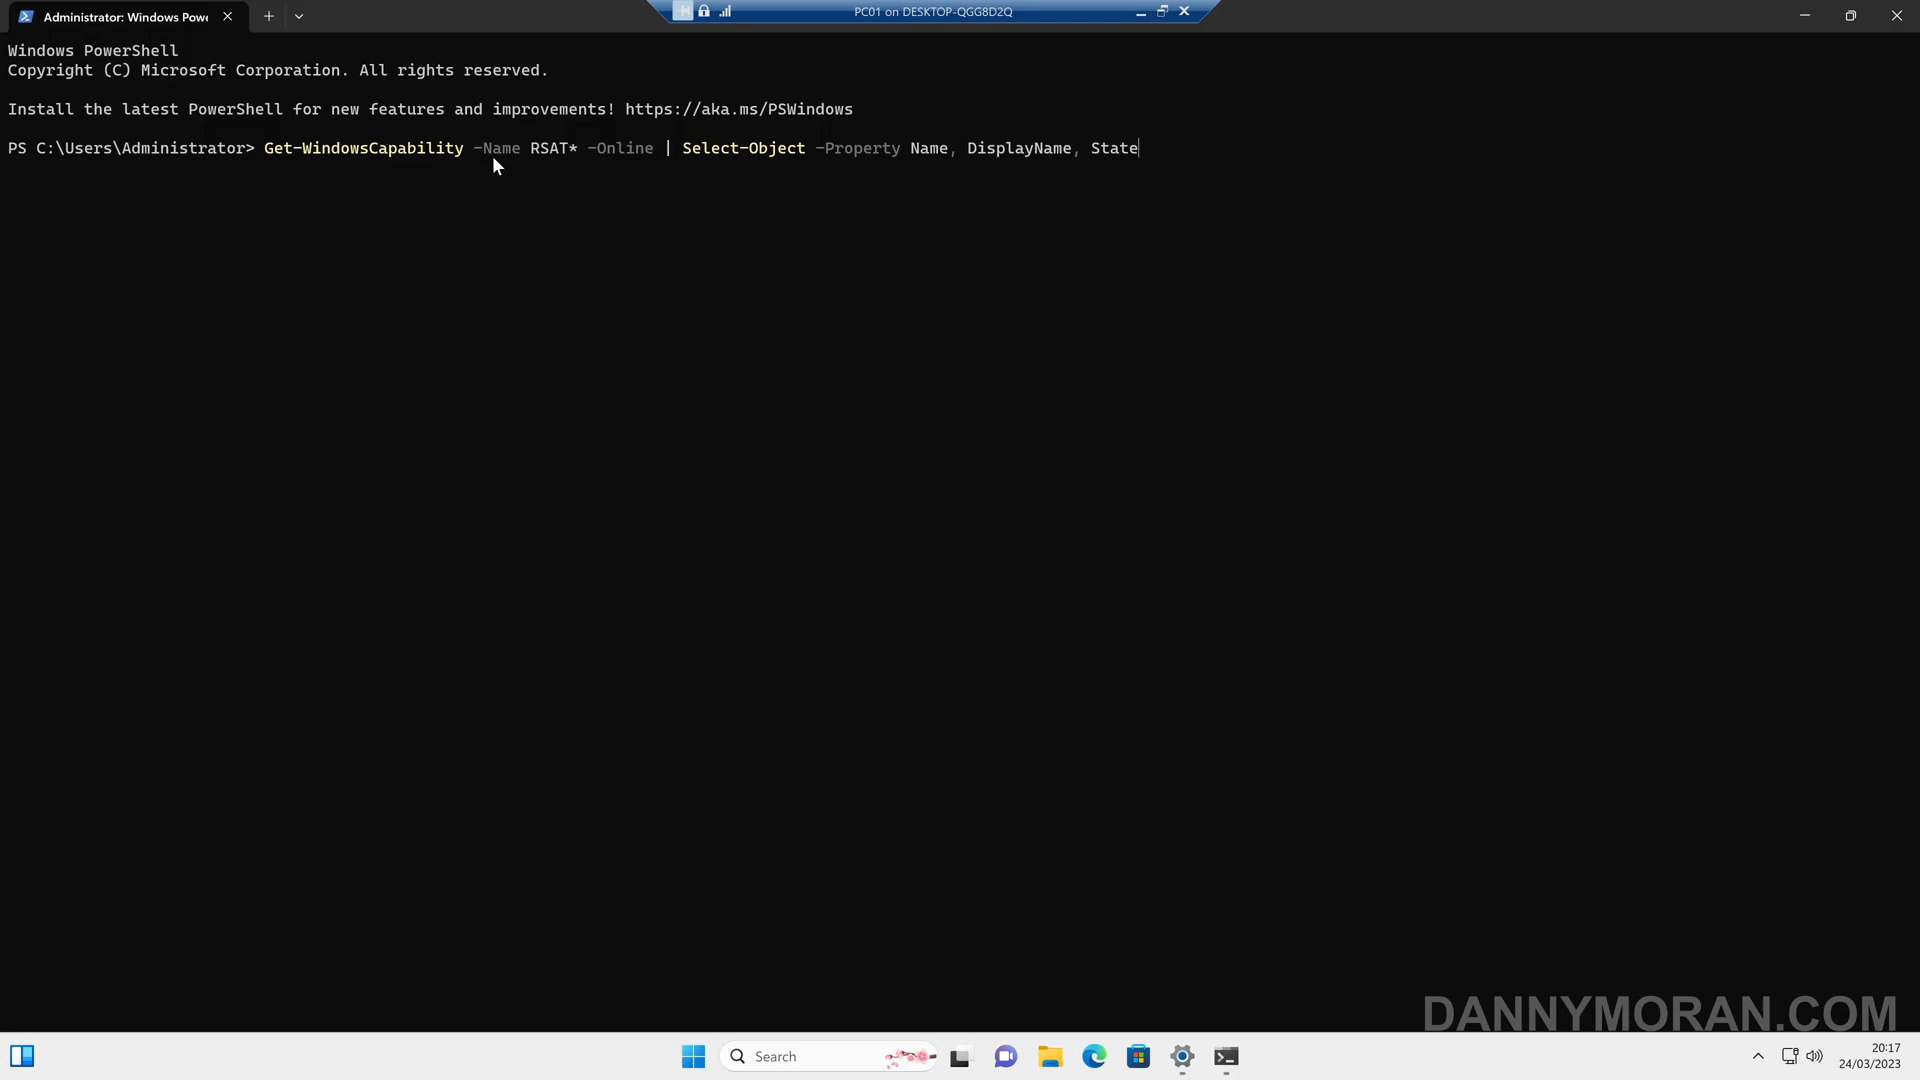 Administrator: Windows Powe
PC01 on DESKTOP-QGG8D2Q
Windows PowerShell
Copyright (C) Microsoft Corporation. All rights reserved.
Install the latest PowerShell for new features and improvements! https://aka.ms/PSWindows
PS C:\Users\Administrator> Get-WindowsCapability -Name RSAT* -Online | Select-Object -Property Name, DisplayName, State
DANNYMORAN.COM
Search
20:17
24/03/2023